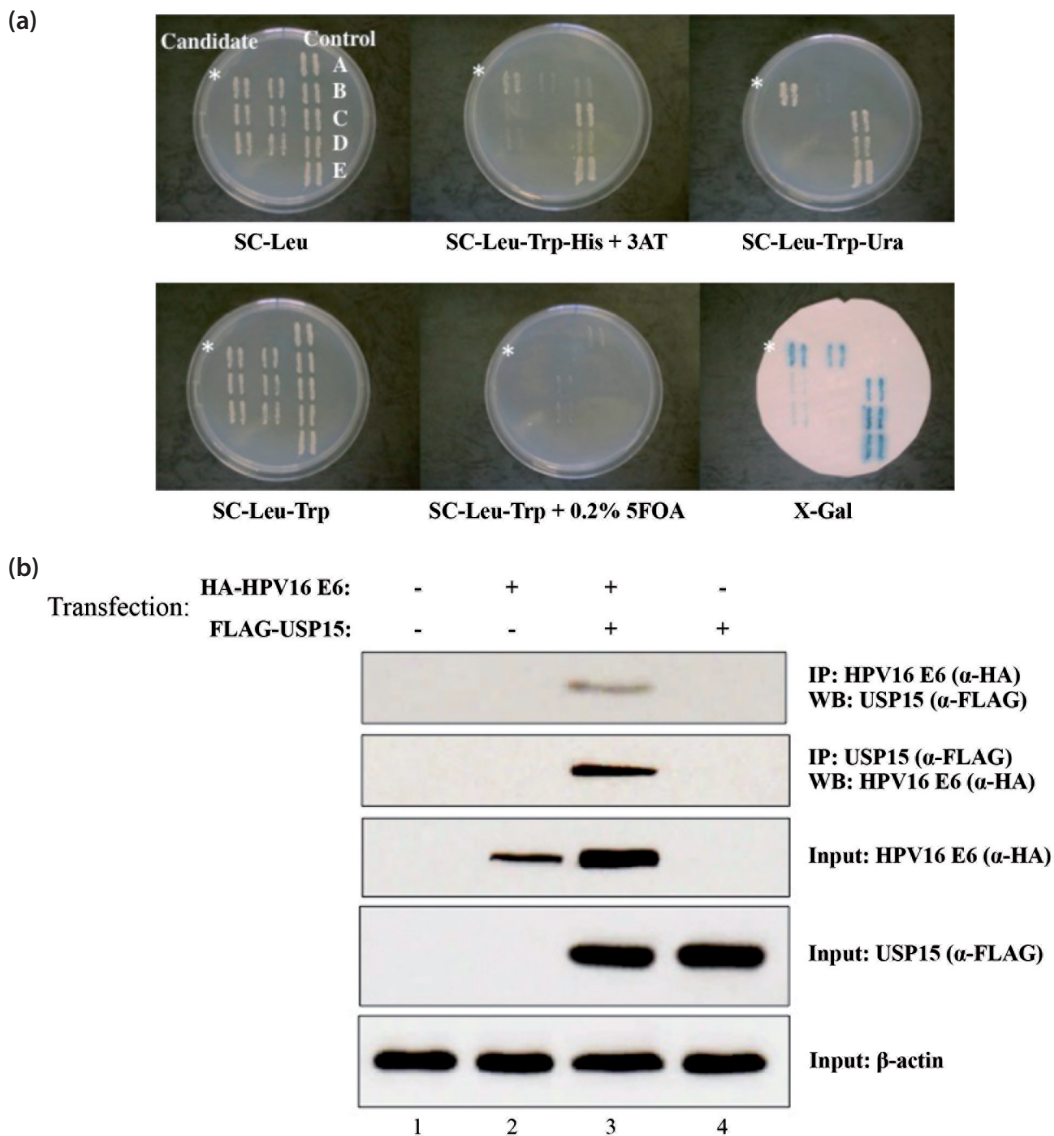 (a)
Candidate Control
* A
B
C
D
E
*
*
SC-Leu SC-Leu-Trp-His + 3AT SC-Leu-Trp-Ura
*
*
*
SC-Leu-Trp SC-Leu-Trp + 0.2% 5FOA X-Gal
(b)
Transfection:
HA-HPV16 E6: - + + -
FLAG-USP15: - - + +
IP: HPV16 E6 (α-HA)
WB: USP15 (α-FLAG)
IP: USP15 (α-FLAG)
WB: HPV16 E6 (α-HA)
Input: HPV16 E6 (α-HA)
Input: USP15 (α-FLAG)
Input: β-actin
1 2 3 4